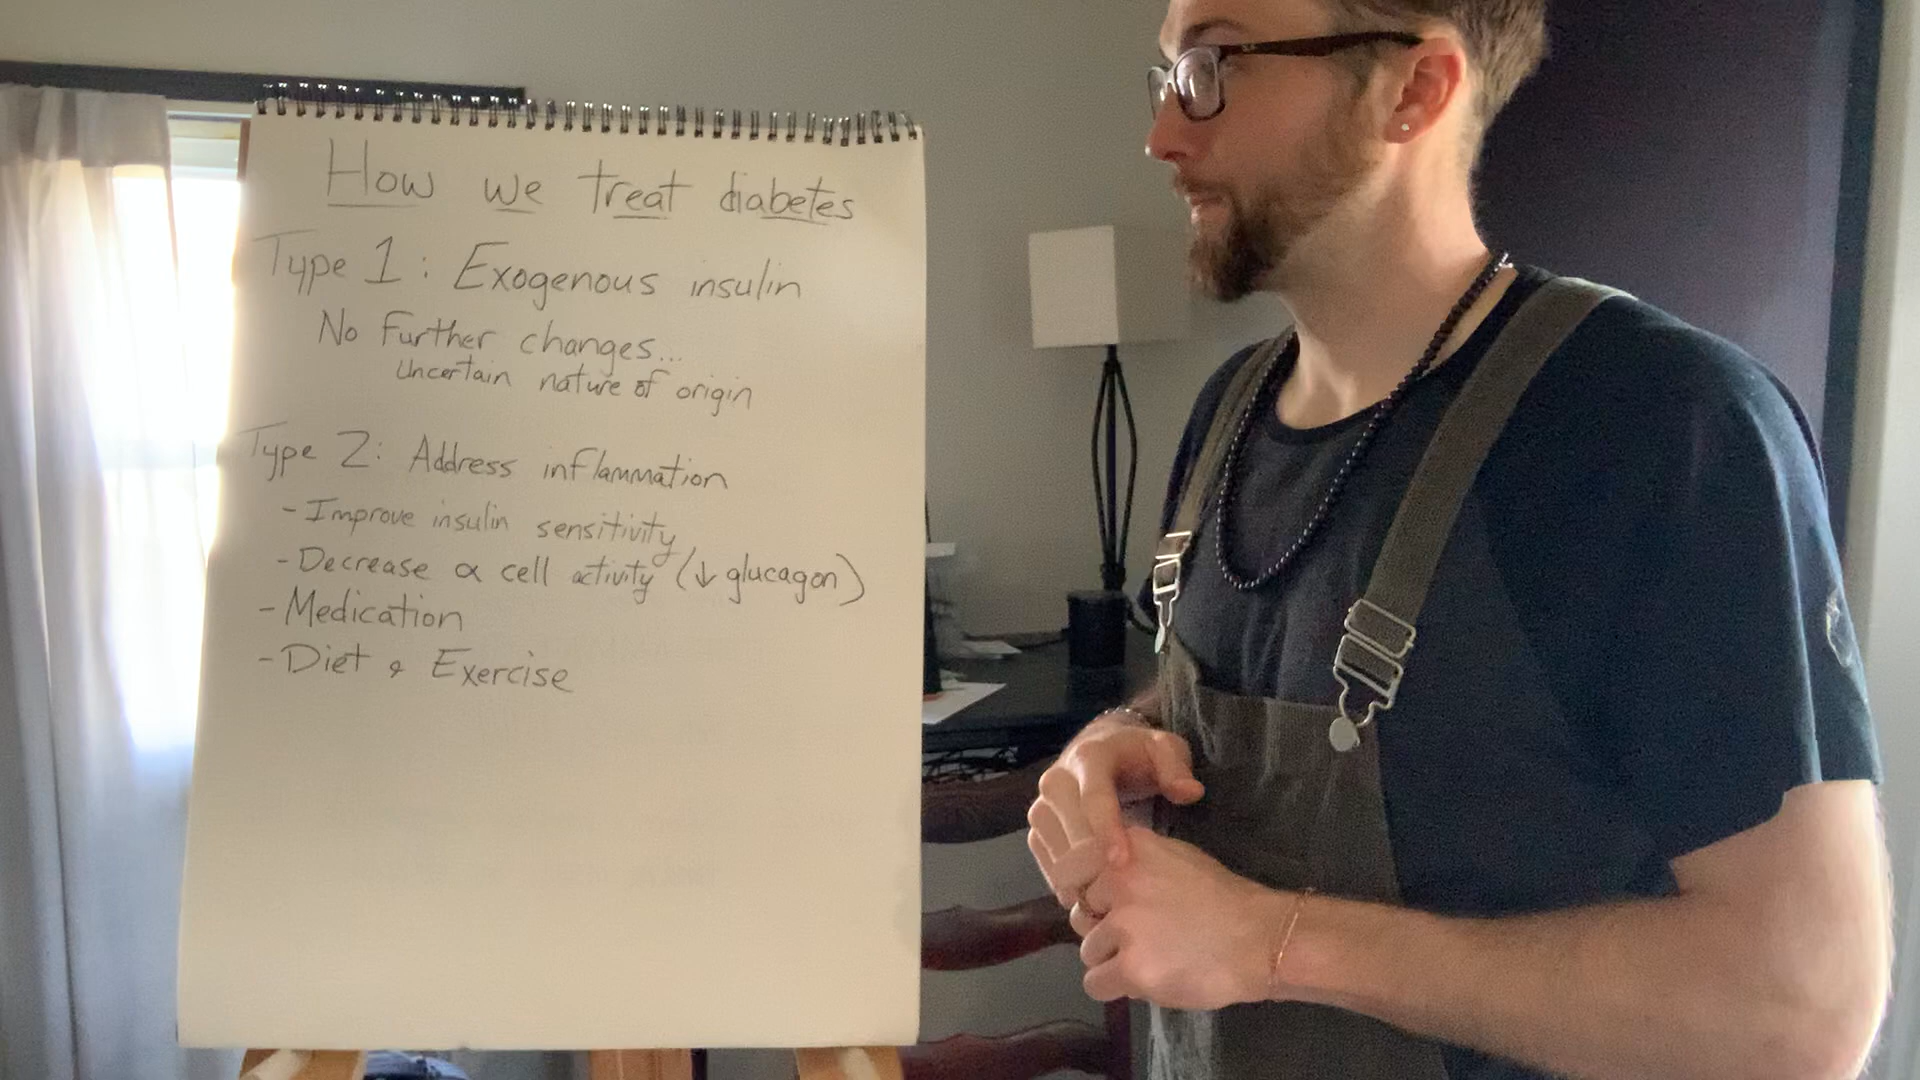 How we treat diabetes
Type 1: Exogenous insulin
No further changes...
Uncertain nature of origin
Type 2: Address inflammation
- Improve insulin sensitivity
- Decrease α cell activity (↓ glucagon)
- Medication
- Diet & Exercise